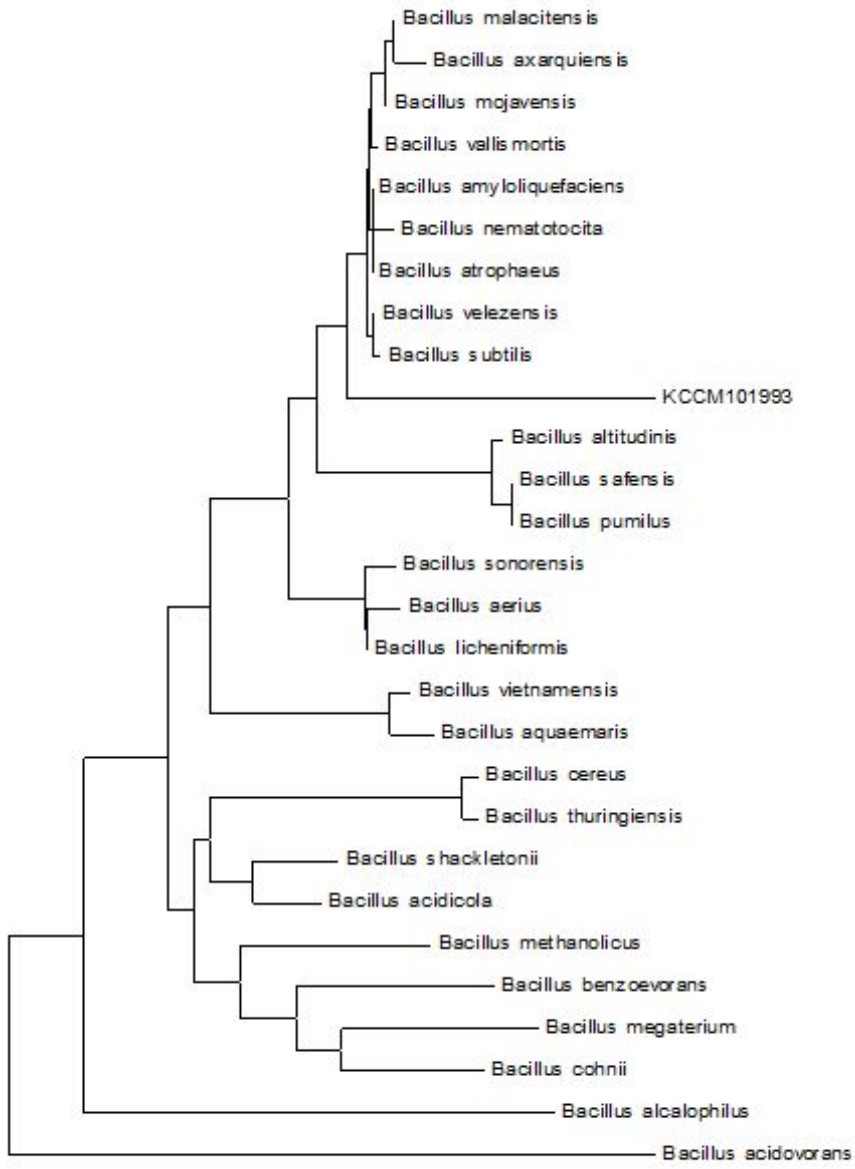 Bacillus malacitensis
Bacillus axarquiensis
Bacillus mojavensis
Bacillus vallismortis
Bacillus amyloliquefaciens
Bacillus nematotocita
Bacillus atrophaeus
Bacillus velezensis
Bacillus subtilis
KCCM101993
Bacillus altitudinis
Bacillus safensis
Bacillus pumilus
Bacillus sonorensis
Bacillus aerius
Bacillus licheniformis
Bacillus vietnamensis
Bacillus aquaemaris
Bacillus cereus
Bacillus thuringiensis
Bacillus shackletonii
Bacillus acidicola
Bacillus methanolicus
Bacillus benzoevorans
Bacillus megaterium
Bacillus cohnii
Bacillus alcalophilus
Bacillus acidovorans